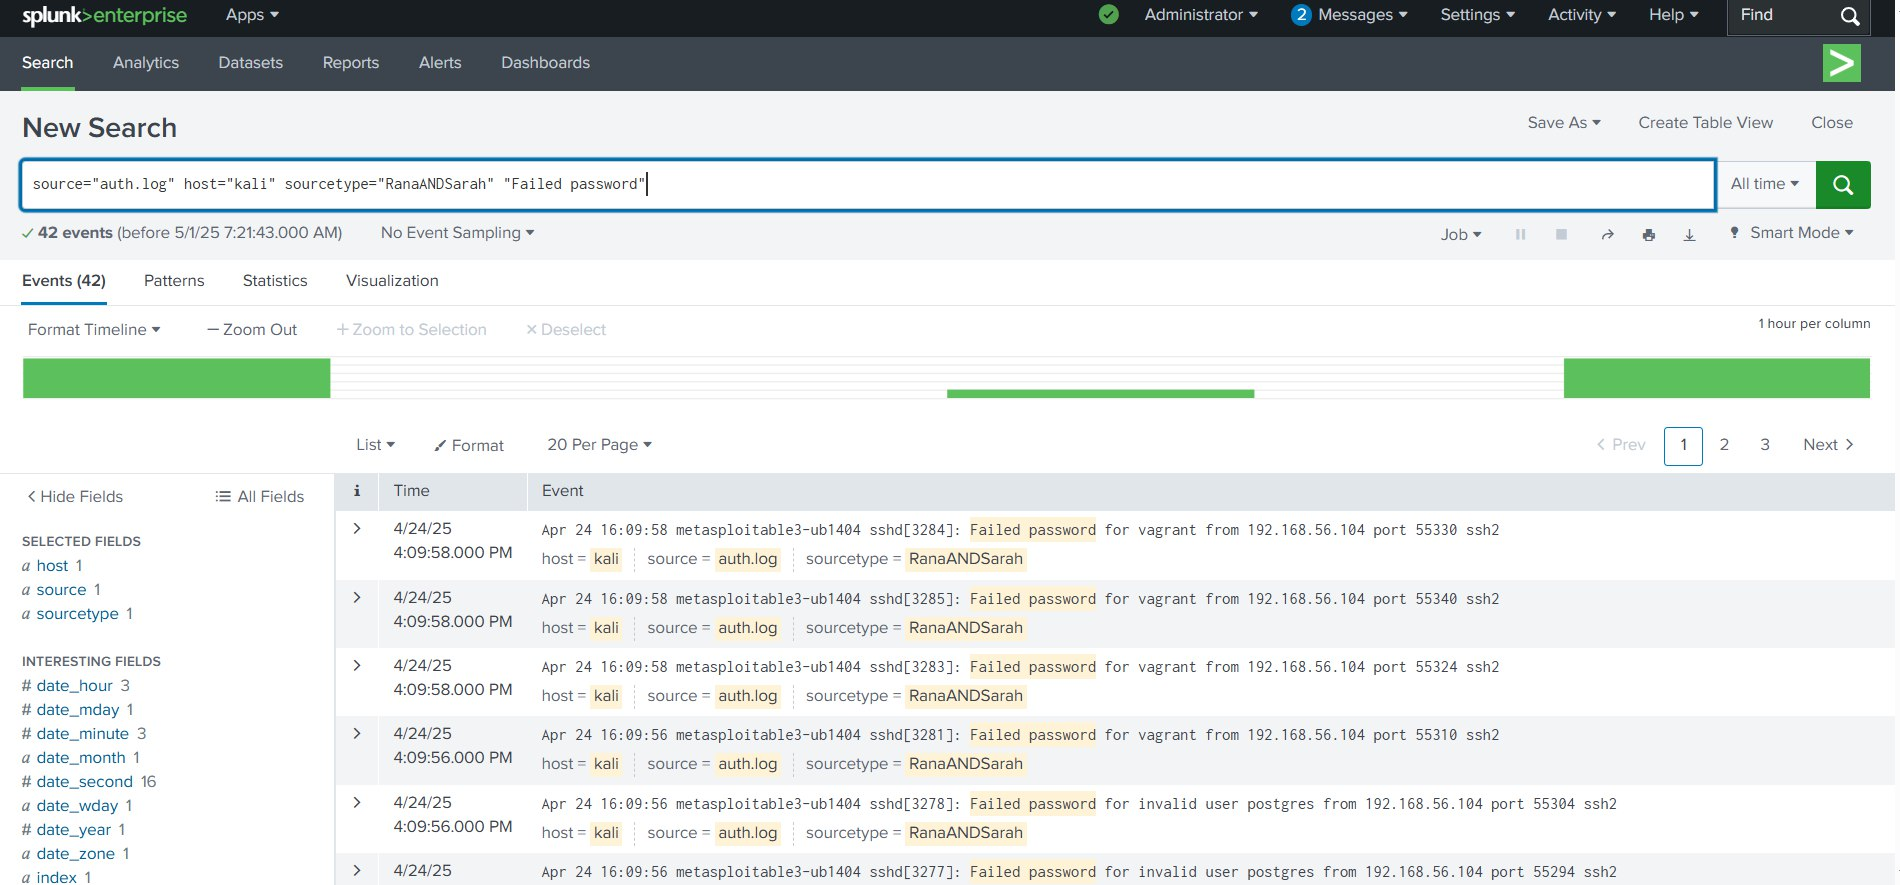 splunk>enterprise Apps Administrator 2 Messages Settings Activity Help Find
Search Analytics Datasets Reports Alerts Dashboards
New Search
Save As Create Table View Close
source="auth.log" host="kali" sourcetype="RanaANDSarah" "Failed password"
All time
42 events (before 5/1/25 7:21:43.000 AM) No Event Sampling Job Smart Mode
Events (42) Patterns Statistics Visualization
Format Timeline — Zoom Out + Zoom to Selection × Deselect
1 hour per column
List Format 20 Per Page < Prev 1 2 3 Next >
< Hide Fields All Fields
SELECTED FIELDS
a host 1
a source 1
a sourcetype 1
INTERESTING FIELDS
# date_hour 3
# date_mday 1
# date_minute 3
a date_month 1
# date_second 16
a date_wday 1
# date_year 1
a date_zone 1
a index 1
i Time Event
> 4/24/25 4:09:58.000 PM
Apr 24 16:09:58 metasploitable3-ub1404 sshd[3284]: Failed password for vagrant from 192.168.56.104 port 55330 ssh2
host = kali source = auth.log sourcetype = RanaANDSarah
> 4/24/25 4:09:58.000 PM
Apr 24 16:09:58 metasploitable3-ub1404 sshd[3285]: Failed password for vagrant from 192.168.56.104 port 55340 ssh2
host = kali source = auth.log sourcetype = RanaANDSarah
> 4/24/25 4:09:58.000 PM
Apr 24 16:09:58 metasploitable3-ub1404 sshd[3283]: Failed password for vagrant from 192.168.56.104 port 55324 ssh2
host = kali source = auth.log sourcetype = RanaANDSarah
> 4/24/25 4:09:56.000 PM
Apr 24 16:09:56 metasploitable3-ub1404 sshd[3281]: Failed password for vagrant from 192.168.56.104 port 55310 ssh2
host = kali source = auth.log sourcetype = RanaANDSarah
> 4/24/25 4:09:56.000 PM
Apr 24 16:09:56 metasploitable3-ub1404 sshd[3278]: Failed password for invalid user postgres from 192.168.56.104 port 55304 ssh2
host = kali source = auth.log sourcetype = RanaANDSarah
> 4/24/25
Apr 24 16:09:56 metasploitable3-ub1404 sshd[3277]: Failed password for invalid user postgres from 192.168.56.104 port 55294 ssh2